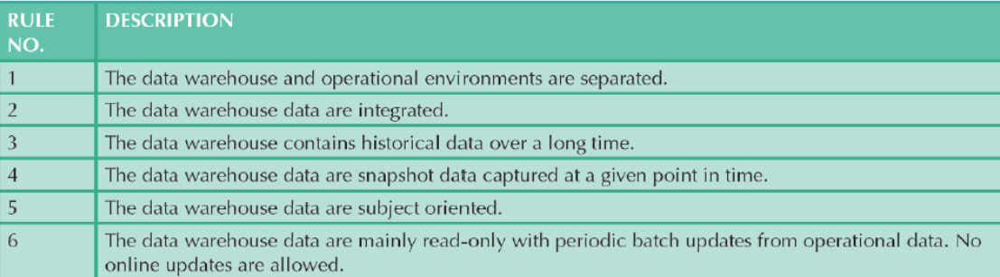 RULE NO. DESCRIPTION
1 The data warehouse and operational environments are separated.
2 The data warehouse data are integrated.
3 The data warehouse contains historical data over a long time.
4 The data warehouse data are snapshot data captured at a given point in time.
5 The data warehouse data are subject oriented.
6 The data warehouse data are mainly read-only with periodic batch updates from operational data. No
online updates are allowed.